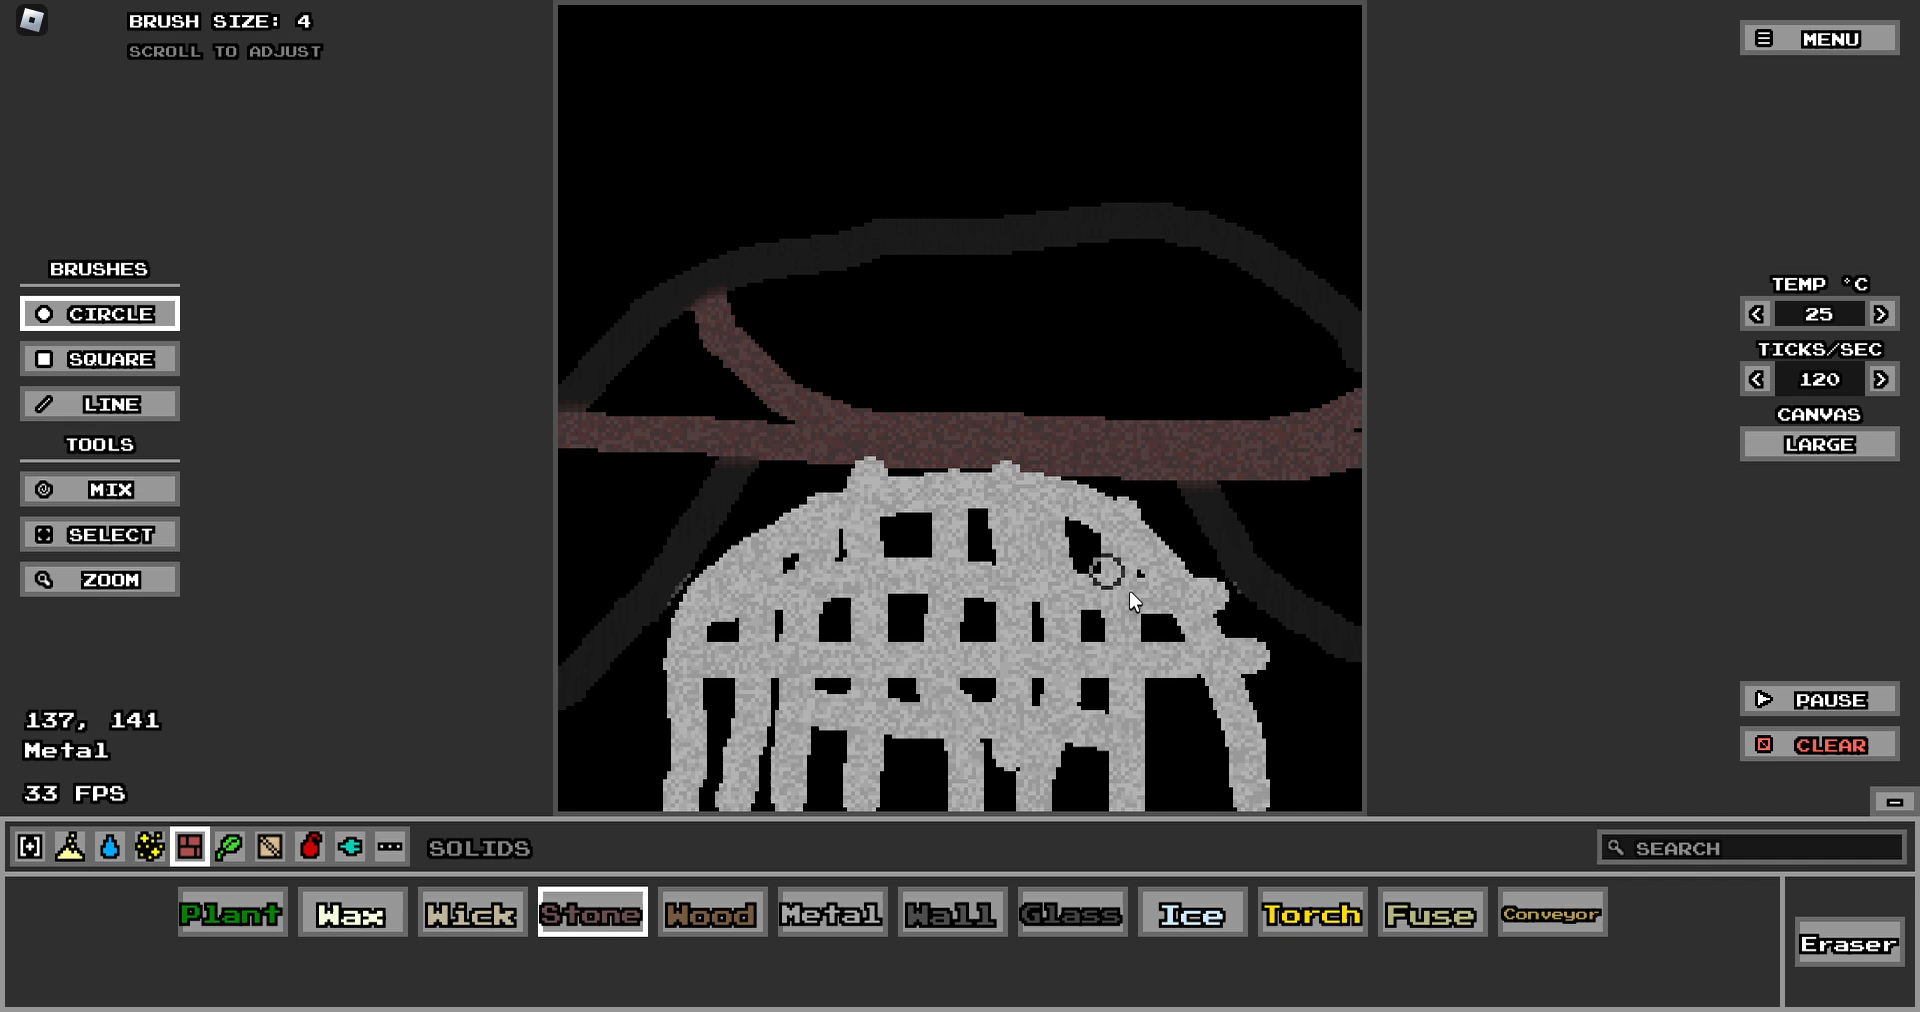 BRUSH SIZE: 4
SCROLL TO ADJUST
MENU
BRUSHES
CIRCLE
SQUARE
LINE
TOOLS
MIX
SELECT
ZOOM
TEMP °C
25
TICKS/SEC
120
CANVAS
LARGE
137, 141
Metal
33 FPS
PAUSE
CLEAR
SOLIDS
SEARCH
Plant Wax Wick Stone Wood Metal Wall Glass Ice Torch Fuse Conveyor
Eraser